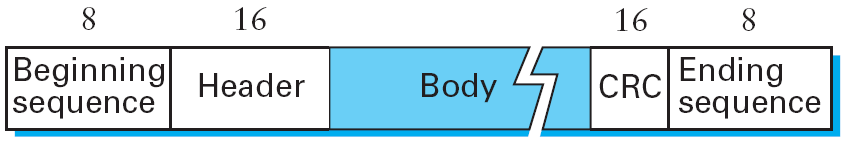 8 16 16 8
Beginning sequence Header Body CRC Ending sequence